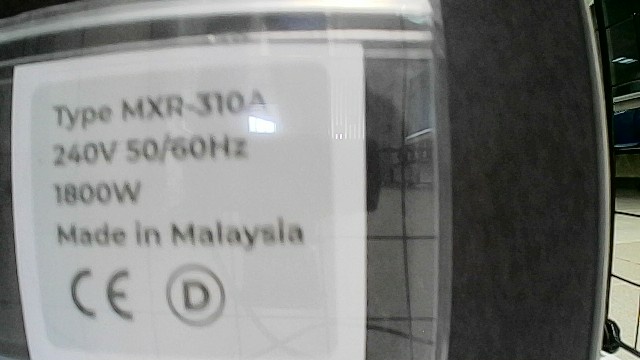 Type MXR-310A
240V 50/60Hz
1800W
Made in Malaysia
CE D